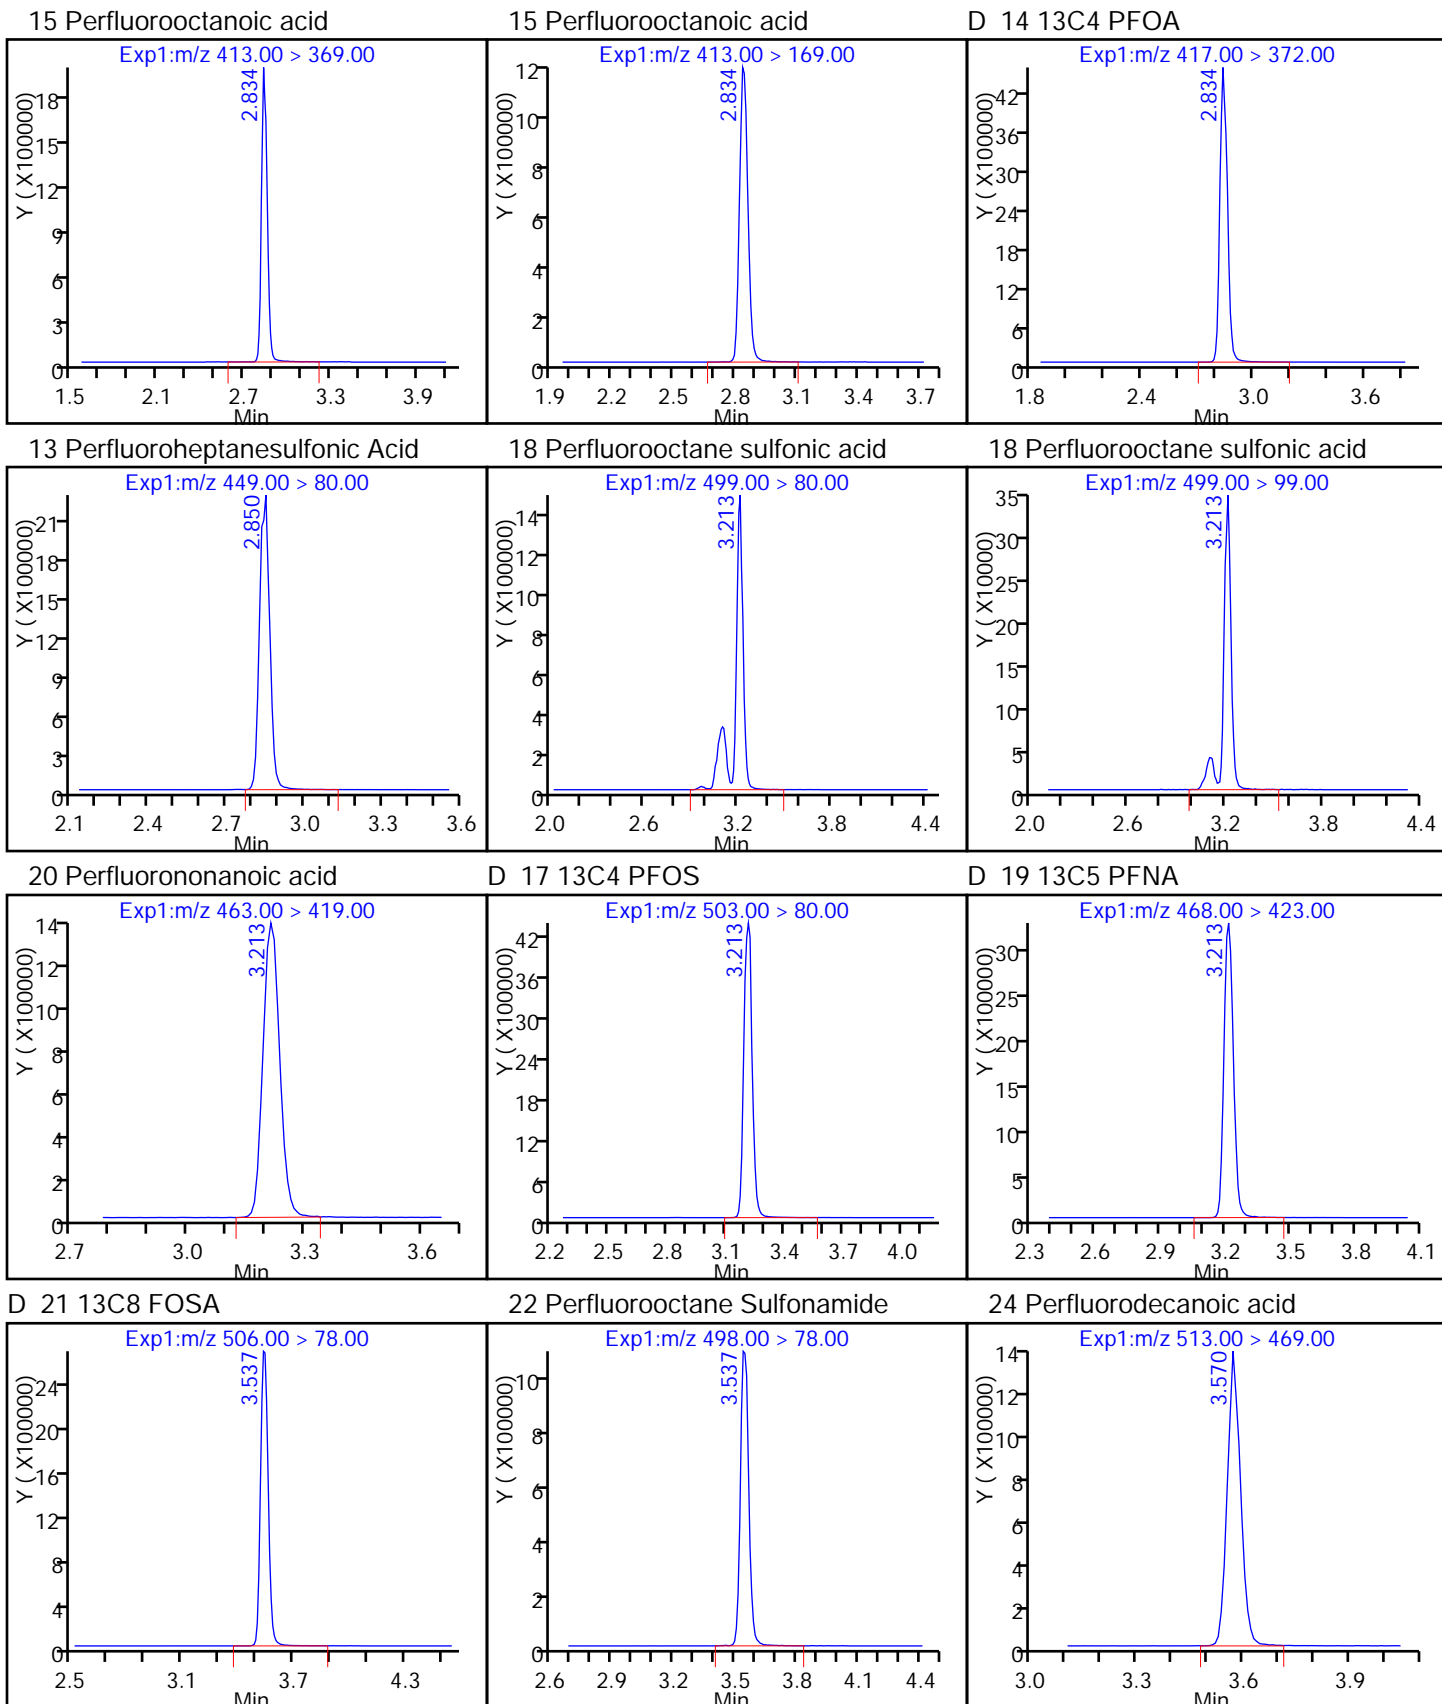 15 Perfluorooctanoic acid
Exp1:m/z 413.00 > 369.00
2.834
Y ( X100000)
18
15
12
9
6
3
0
1.5 2.1 2.7 3.3 3.9
Min
15 Perfluorooctanoic acid
Exp1:m/z 413.00 > 169.00
2.834
Y ( X100000)
12
10
8
6
4
2
0
1.9 2.2 2.5 2.8 3.1 3.4 3.7
Min
D 14 13C4 PFOA
Exp1:m/z 417.00 > 372.00
2.834
Y ( X100000)
42
36
30
24
18
12
6
0
1.8 2.4 3.0 3.6
Min
13 Perfluoroheptanesulfonic Acid
Exp1:m/z 449.00 > 80.00
2.850
Y ( X100000)
21
18
15
12
9
6
3
0
2.1 2.4 2.7 3.0 3.3 3.6
Min
18 Perfluorooctane sulfonic acid
Exp1:m/z 499.00 > 80.00
3.213
Y ( X100000)
14
12
10
8
6
4
2
0
2.0 2.6 3.2 3.8 4.4
Min
18 Perfluorooctane sulfonic acid
Exp1:m/z 499.00 > 99.00
3.213
Y ( X100000)
35
30
25
20
15
10
5
0
2.0 2.6 3.2 3.8 4.4
Min
20 Perfluorononanoic acid
Exp1:m/z 463.00 > 419.00
3.213
Y ( X100000)
14
12
10
8
6
4
2
0
2.7 3.0 3.3 3.6
Min
D 17 13C4 PFOS
Exp1:m/z 503.00 > 80.00
3.213
Y ( X100000)
42
36
30
24
18
12
6
0
2.2 2.5 2.8 3.1 3.4 3.7 4.0
Min
D 19 13C5 PFNA
Exp1:m/z 468.00 > 423.00
3.213
Y ( X100000)
30
25
20
15
10
5
0
2.3 2.6 2.9 3.2 3.5 3.8 4.1
Min
D 21 13C8 FOSA
Exp1:m/z 506.00 > 78.00
3.537
Y ( X100000)
24
20
16
12
8
4
0
2.5 3.1 3.7 4.3
Min
22 Perfluorooctane Sulfonamide
Exp1:m/z 498.00 > 78.00
3.537
Y ( X100000)
10
8
6
4
2
0
2.6 2.9 3.2 3.5 3.8 4.1 4.4
Min
24 Perfluorodecanoic acid
Exp1:m/z 513.00 > 469.00
3.570
Y ( X100000)
14
12
10
8
6
4
2
0
3.0 3.3 3.6 3.9
Min